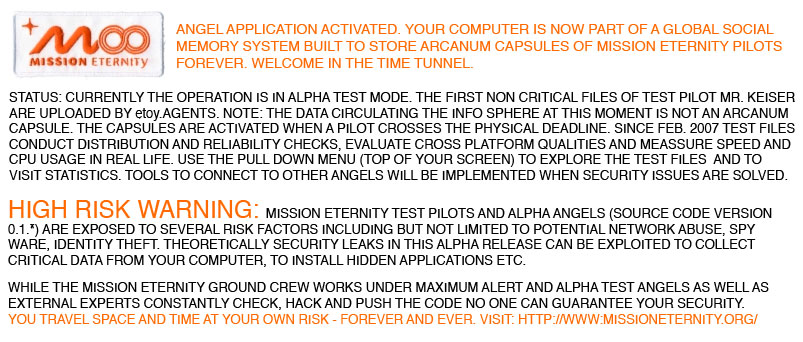 MISSION ETERNITY
ANGEL APPLICATION ACTIVATED. YOUR COMPUTER IS NOW PART OF A GLOBAL SOCIAL
MEMORY SYSTEM BUILT TO STORE ARCANUM CAPSULES OF MISSION ETERNITY PILOTS
FOREVER. WELCOME IN THE TIME TUNNEL.
STATUS: CURRENTLY THE OPERATION IS IN ALPHA TEST MODE. THE FIRST NON CRITICAL FILES OF TEST PILOT MR. KEISER
ARE UPLOADED BY etoy.AGENTS. NOTE: THE DATA CIRCULATING THE INFO SPHERE AT THIS MOMENT IS NOT AN ARCANUM
CAPSULE. THE CAPSULES ARE ACTIVATED WHEN A PILOT CROSSES THE PHYSICAL DEADLINE. SINCE FEB. 2007 TEST FILES
CONDUCT DISTRIBUTION AND RELIABILITY CHECKS, EVALUATE CROSS PLATFORM QUALITIES AND MEASSURE SPEED AND
CPU USAGE IN REAL LIFE. USE THE PULL DOWN MENU (TOP OF YOUR SCREEN) TO EXPLORE THE TEST FILES AND TO
VISIT STATISTICS. TOOLS TO CONNECT TO OTHER ANGELS WILL BE IMPLEMENTED WHEN SECURITY ISSUES ARE SOLVED.
HIGH RISK WARNING: MISSION ETERNITY TEST PILOTS AND ALPHA ANGELS (SOURCE CODE VERSION
0.1.*) ARE EXPOSED TO SEVERAL RISK FACTORS INCLUDING BUT NOT LIMITED TO POTENTIAL NETWORK ABUSE, SPY
WARE, IDENTITY THEFT. THEORETICALLY SECURITY LEAKS IN THIS ALPHA RELEASE CAN BE EXPLOITED TO COLLECT
CRITICAL DATA FROM YOUR COMPUTER, TO INSTALL HIDDEN APPLICATIONS ETC.
WHILE THE MISSION ETERNITY GROUND CREW WORKS UNDER MAXIMUM ALERT AND ALPHA TEST ANGELS AS WELL AS
EXTERNAL EXPERTS CONSTANTLY CHECK, HACK AND PUSH THE CODE NO ONE CAN GUARANTEE YOUR SECURITY.
YOU TRAVEL SPACE AND TIME AT YOUR OWN RISK - FOREVER AND EVER. VISIT: HTTP://WWW:MISSIONETERNITY.ORG/